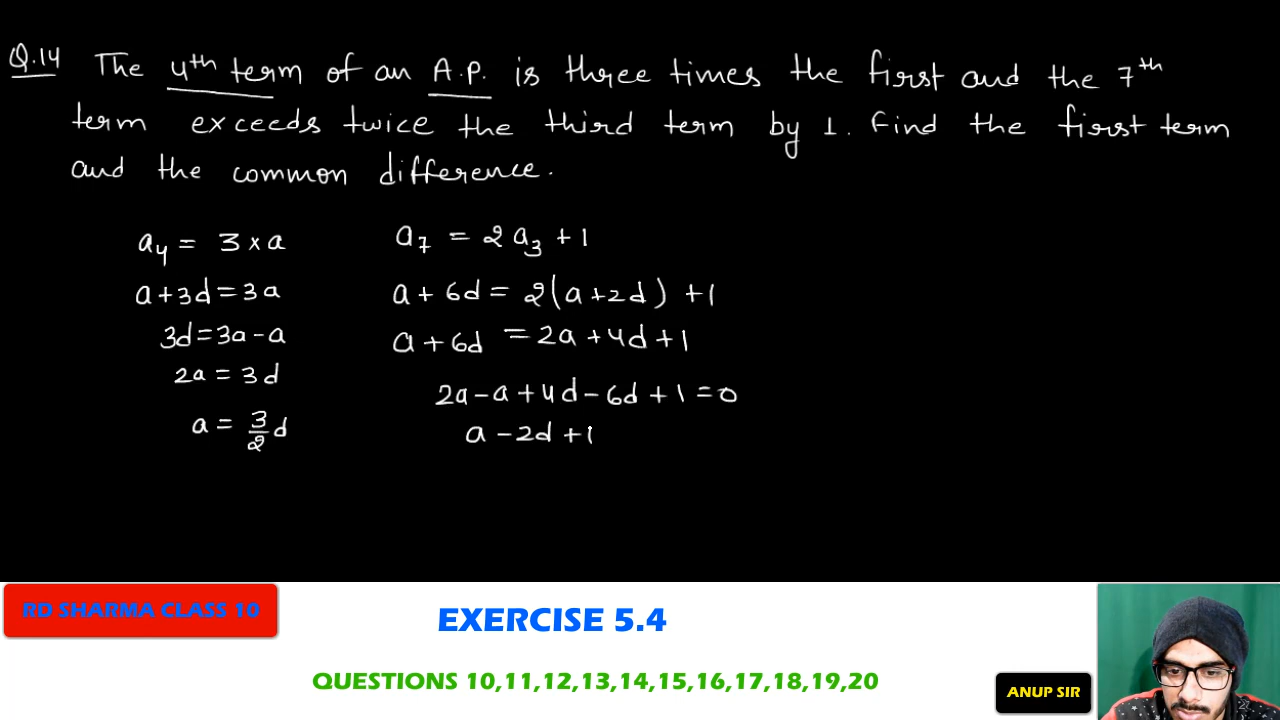 Q.14 The 4th term of an A.P. is three times the first and the 7th
term exceeds twice the third term by 1. Find the first term
and the common difference.
a4 = 3 × a
a + 3d = 3a
3d = 3a - a
2a = 3d
a = 3/2 d
a7 = 2a3 + 1
a + 6d = 2(a + 2d) + 1
a + 6d = 2a + 4d + 1
2a - a + 4d - 6d + 1 = 0
a - 2d + 1
RD SHARMA CLASS 10
EXERCISE 5.4
QUESTIONS 10,11,12,13,14,15,16,17,18,19,20
ANUP SIR